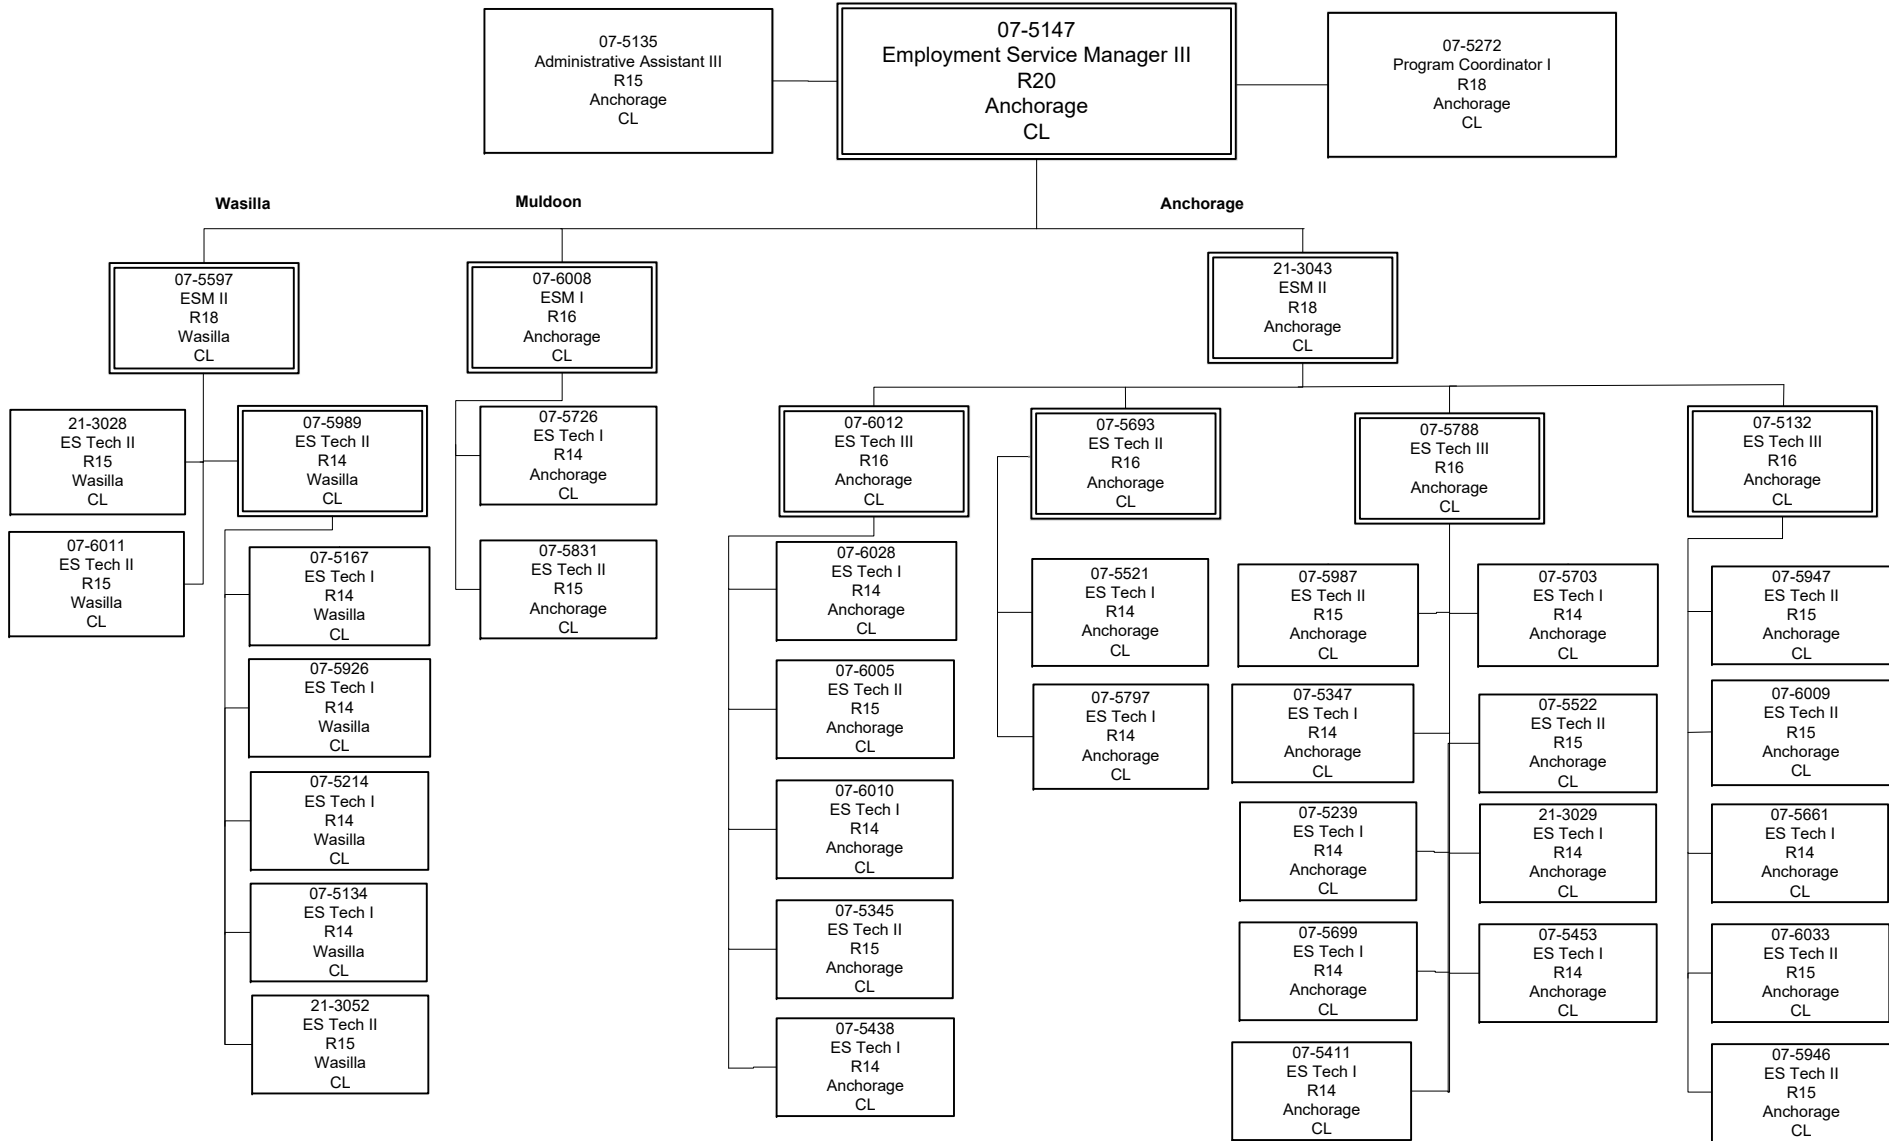 07-5135
Administrative Assistant III
R15
Anchorage
CL
07-5147
Employment Service Manager III
R20
Anchorage
CL
07-5272
Program Coordinator I
R18
Anchorage
CL
Wasilla
Muldoon
Anchorage
07-5597
ESM II
R18
Wasilla
CL
07-6008
ESM I
R16
Anchorage
CL
21-3043
ESM II
R18
Anchorage
CL
21-3028
ES Tech II
R15
Wasilla
CL
07-6011
ES Tech II
R15
Wasilla
CL
07-5989
ES Tech II
R14
Wasilla
CL
07-5167
ES Tech I
R14
Wasilla
CL
07-5926
ES Tech I
R14
Wasilla
CL
07-5214
ES Tech I
R14
Wasilla
CL
07-5134
ES Tech I
R14
Wasilla
CL
21-3052
ES Tech II
R15
Wasilla
CL
07-5726
ES Tech I
R14
Anchorage
CL
07-5831
ES Tech II
R15
Anchorage
CL
07-6012
ES Tech III
R16
Anchorage
CL
07-6028
ES Tech I
R14
Anchorage
CL
07-6005
ES Tech II
R15
Anchorage
CL
07-6010
ES Tech I
R14
Anchorage
CL
07-5345
ES Tech II
R15
Anchorage
CL
07-5438
ES Tech I
R14
Anchorage
CL
07-5693
ES Tech II
R16
Anchorage
CL
07-5521
ES Tech I
R14
Anchorage
CL
07-5797
ES Tech I
R14
Anchorage
CL
07-5788
ES Tech III
R16
Anchorage
CL
07-5987
ES Tech II
R15
Anchorage
CL
07-5703
ES Tech I
R14
Anchorage
CL
07-5347
ES Tech I
R14
Anchorage
CL
07-5522
ES Tech II
R15
Anchorage
CL
07-5239
ES Tech I
R14
Anchorage
CL
21-3029
ES Tech I
R14
Anchorage
CL
07-5699
ES Tech I
R14
Anchorage
CL
07-5453
ES Tech I
R14
Anchorage
CL
07-5411
ES Tech I
R14
Anchorage
CL
07-5132
ES Tech III
R16
Anchorage
CL
07-5947
ES Tech II
R15
Anchorage
CL
07-6009
ES Tech II
R15
Anchorage
CL
07-5661
ES Tech I
R14
Anchorage
CL
07-6033
ES Tech II
R15
Anchorage
CL
07-5946
ES Tech II
R15
Anchorage
CL